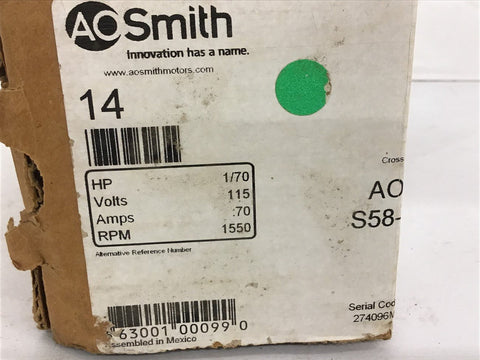 AO Smith
Innovation has a name.
www.aosmithmotors.com
14
HP 1/70
Volts 115
Amps .70
RPM 1550
Alternative Reference Number
Cross
AO
S58-
63001 00099 0
Assembled in Mexico
Serial Cod
274096M